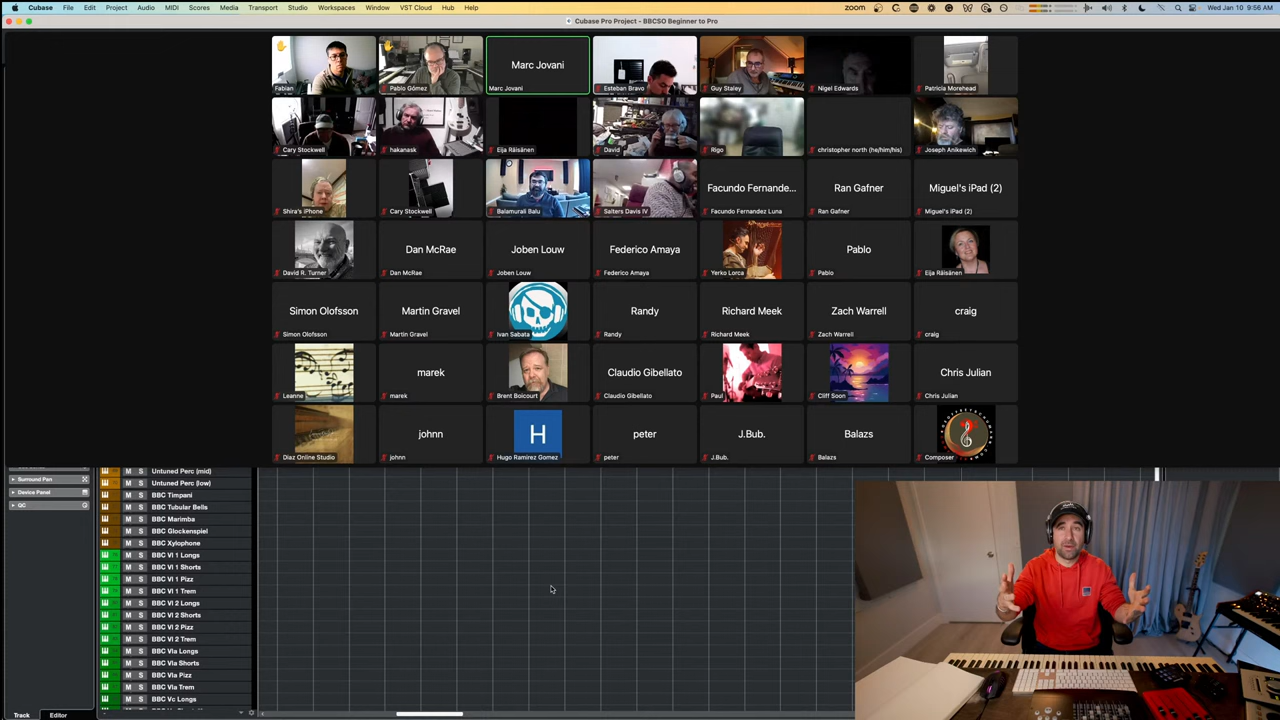 Cubase File Edit Project Audio MIDI Scores Media Transport Studio Workspaces Window VST Cloud Hub Help
zoom
Wed Jan 10 9:56 AM
Cubase Pro Project - BBCSO Beginner to Pro
Marc Jovani
Fabian
Pablo Gómez
Marc Jovani
Esteban Bravo
Guy Staley
Nigel Edwards
Patricia Morehead
Cary Stockwell
hakanask
Eija Räisänen
David
Rigo
christopher north (he/him/his)
Joseph Anikewich
Facundo Fernande...
Ran Gafner
Miguel's iPad (2)
Shira's iPhone
Cary Stockwell
Balamurali Balu
Salters Davis IV
Facundo Fernandez Luna
Ran Gafner
Miguel's iPad (2)
Dan McRae
Joben Louw
Federico Amaya
Pablo
David R. Turner
Dan McRae
Joben Louw
Federico Amaya
Yerko Lorca
Pablo
Eija Räisänen
Simon Olofsson
Martin Gravel
Randy
Richard Meek
Zach Warrell
craig
Simon Olofsson
Martin Gravel
Ivan Sabata
Randy
Richard Meek
Zach Warrell
craig
marek
Claudio Gibellato
Chris Julian
Leanne
marek
Brent Boicourt
Claudio Gibellato
Paul
Cliff Soon
Chris Julian
johnn
H
peter
J.Bub.
Balazs
Diaz Online Studio
johnn
Hugo Ramirez Gomez
peter
J.Bub.
Balazs
Composer
Surround Pan
Device Panel
QC
M S Untuned Perc (mid)
M S Untuned Perc (low)
M S BBC Timpani
M S BBC Tubular Bells
M S BBC Marimba
M S BBC Glockenspiel
M S BBC Xylophone
M S BBC Vl 1 Longs
M S BBC Vl 1 Shorts
M S BBC Vl 1 Pizz
M S BBC Vl 1 Trem
M S BBC Vl 2 Longs
M S BBC Vl 2 Shorts
M S BBC Vl 2 Pizz
M S BBC Vl 2 Trem
M S BBC Vla Longs
M S BBC Vla Shorts
M S BBC Vla Pizz
M S BBC Vla Trem
M S BBC Vc Longs
Track Editor